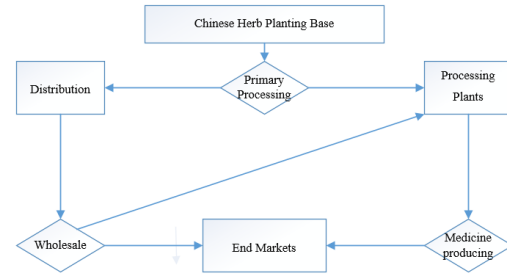 Chinese Herb Planting Base
Primary
Processing
Distribution
Processing
Plants
Wholesale
End Markets
Medicine
producing